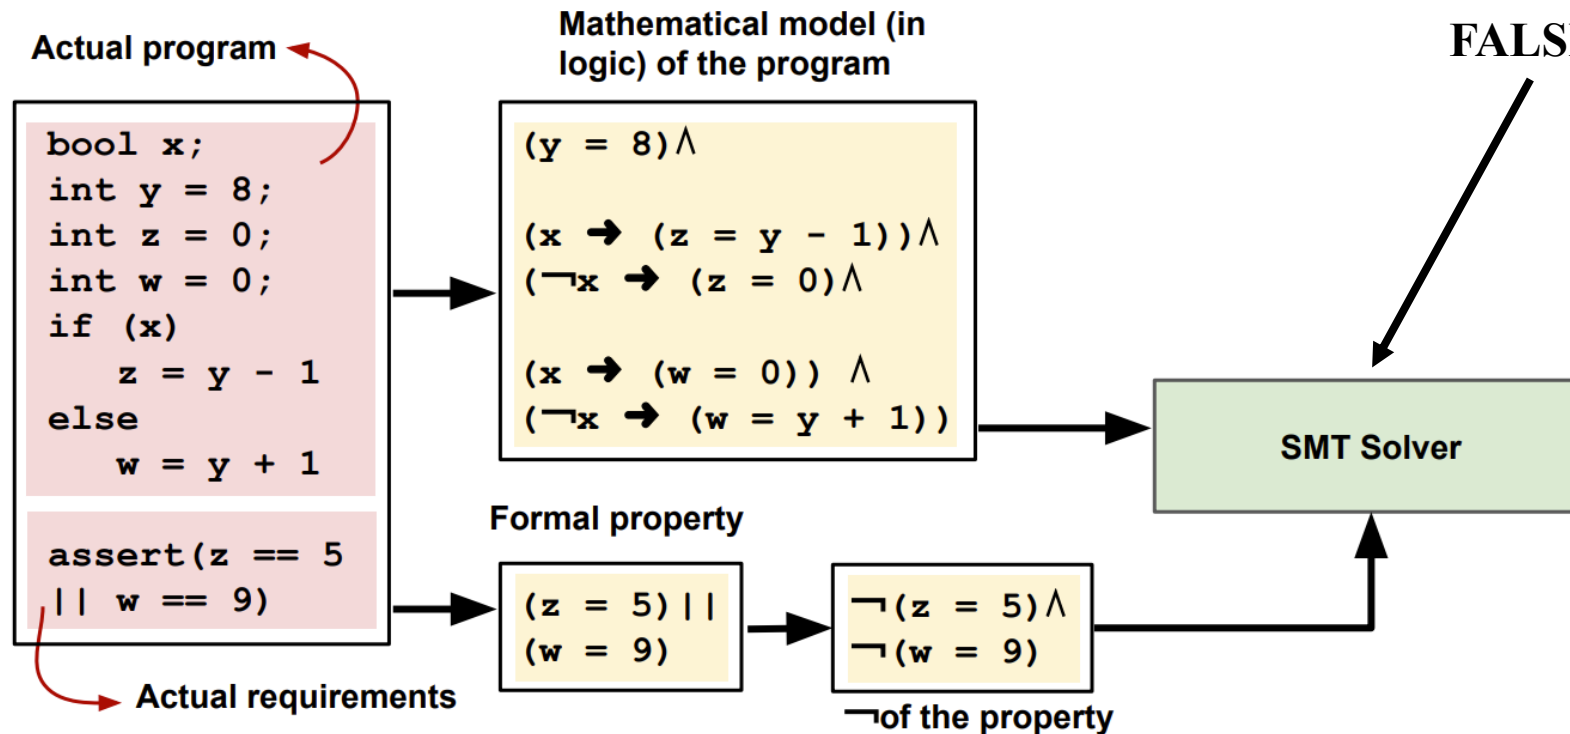 Actual program
bool x;
int y = 8;
int z = 0;
int w = 0;
if (x)
z = y - 1
else
w = y + 1
assert(z == 5
|| w == 9)
Actual requirements
Mathematical model (in
logic) of the program
(y = 8)∧
(x ➜ (z = y - 1))∧
(¬x ➜ (z = 0)∧
(x ➜ (w = 0)) ∧
(¬x ➜ (w = y + 1))
Formal property
(z = 5)||
(w = 9)
¬(z = 5)∧
¬(w = 9)
¬of the property
SMT Solver